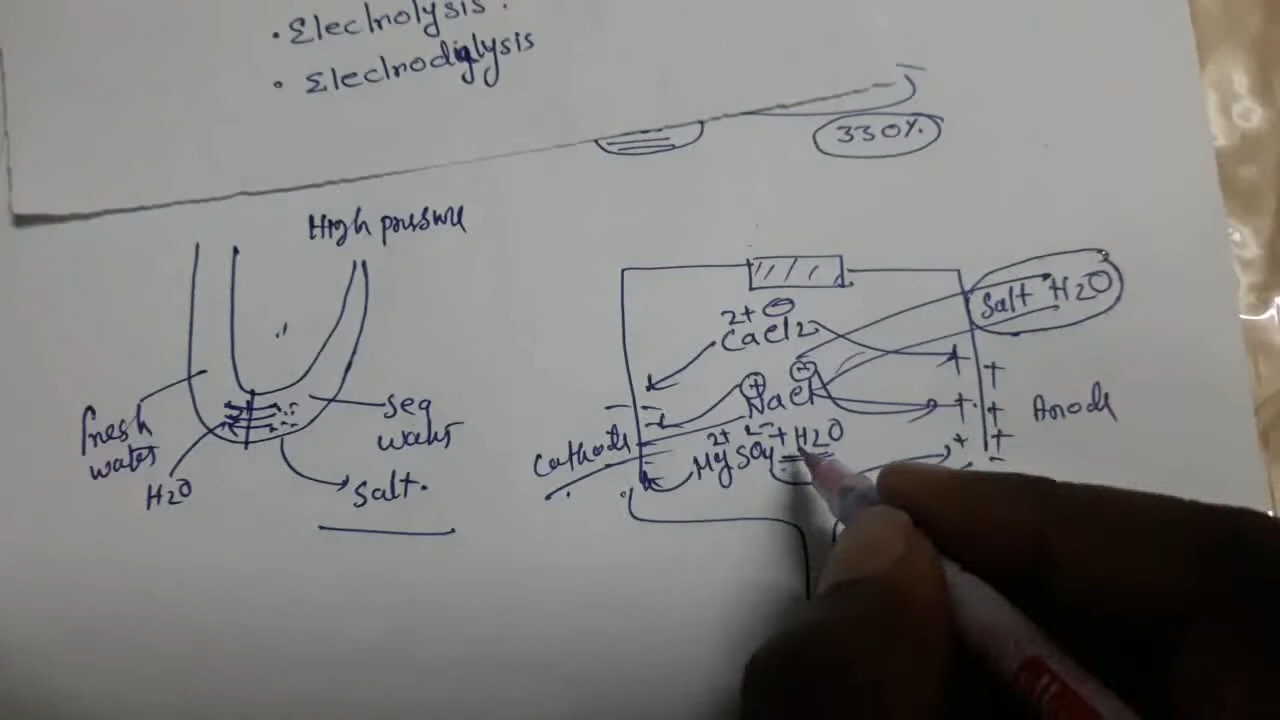 • Electrolysis.
• Electrodialysis
330%.
High pressure
fresh
water
H2O
sea
water
Salt.
Salt H2O
2+ -
CaCl2
+ -
NaCl
2+ 2- + H2O
MgSO4
Cathode
Anode
+
+
+
+
+
+